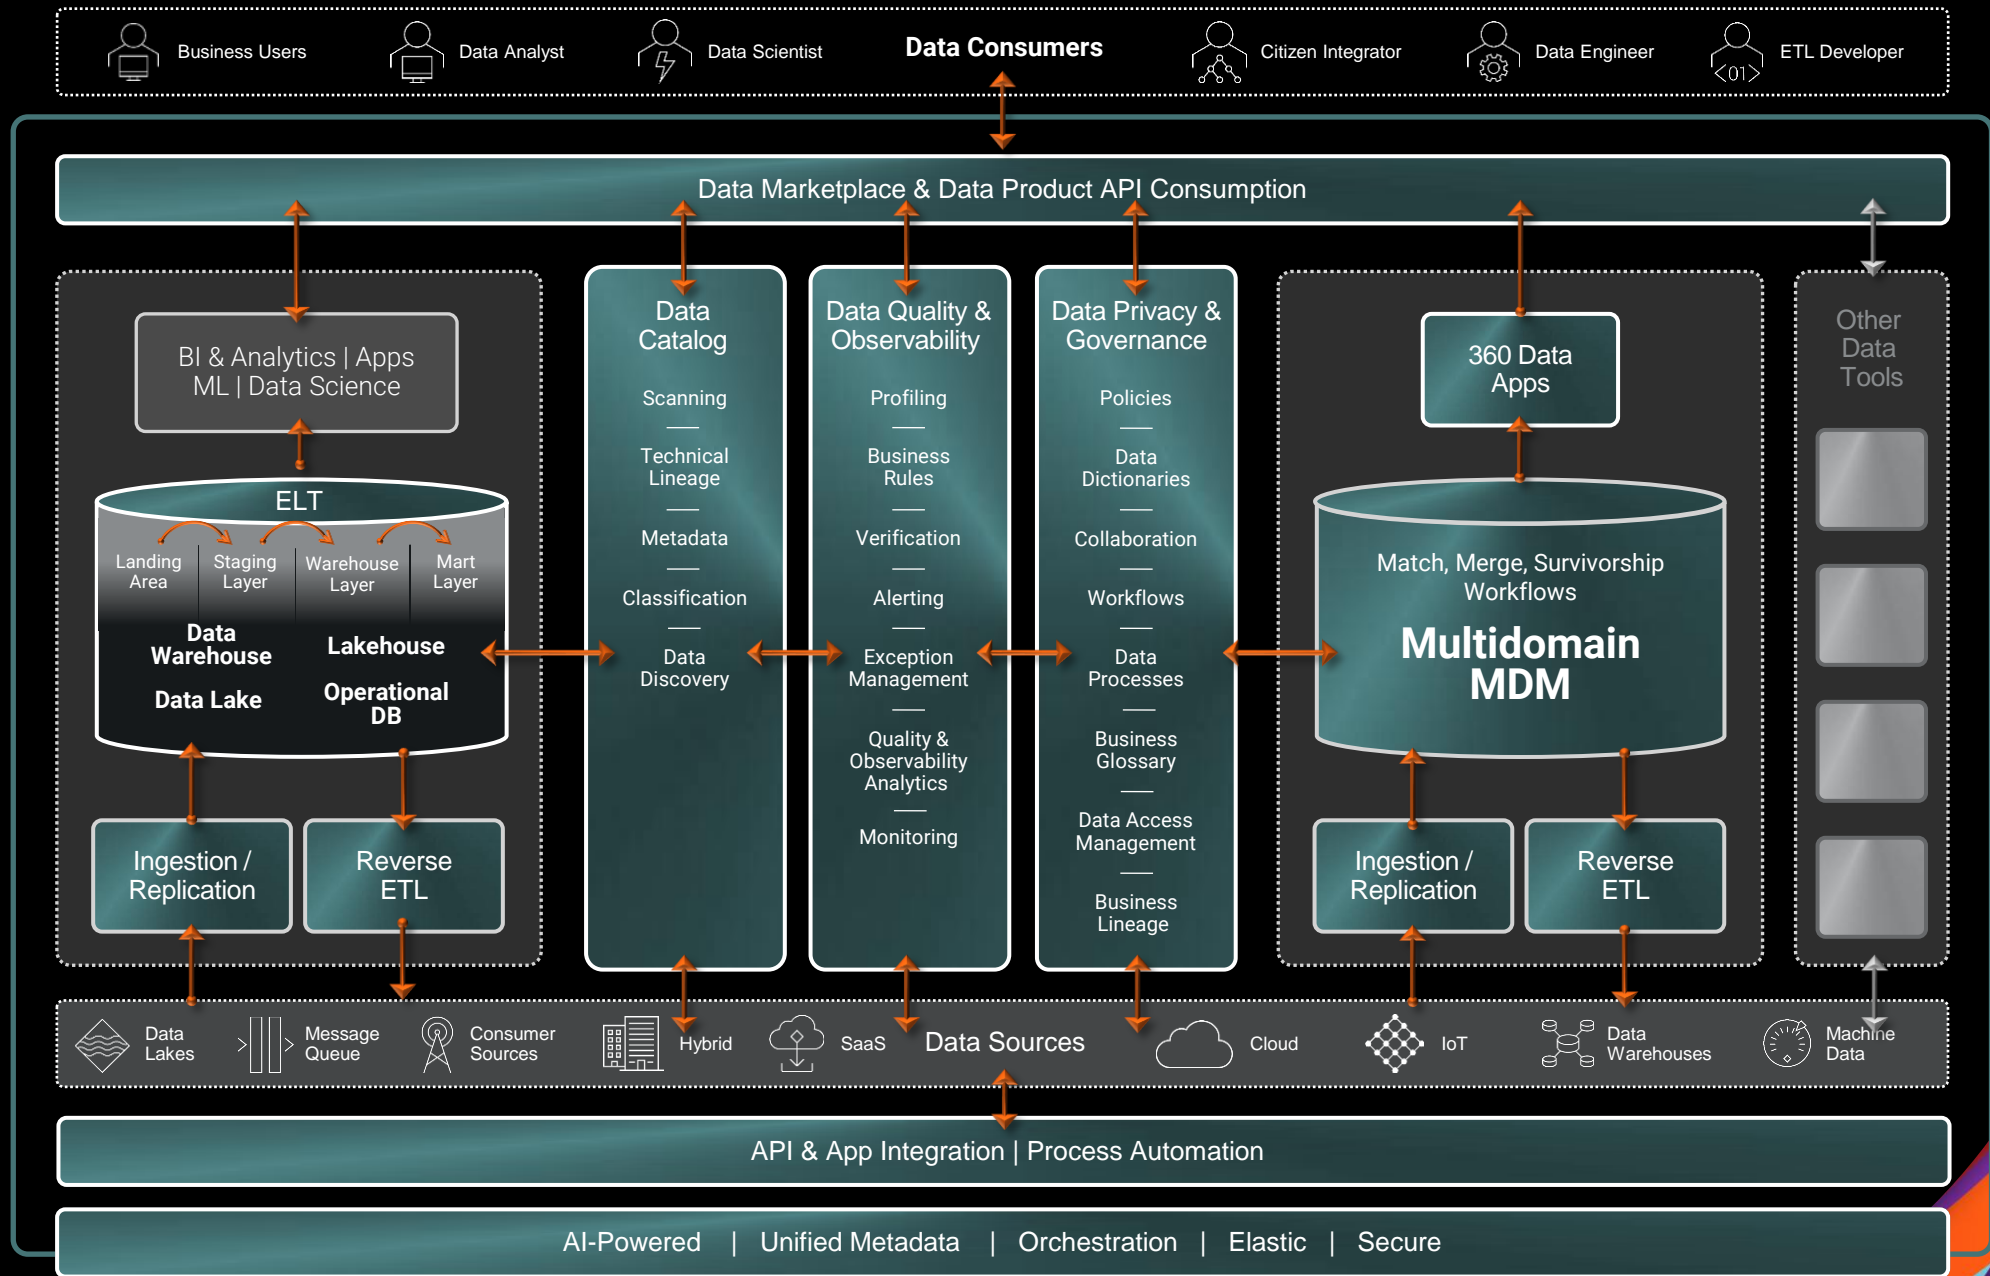 Business Users
Data Analyst
Data Scientist
Data Consumers
Citizen Integrator
Data Engineer
<01>
ETL Developer
Data Marketplace & Data Product API Consumption
BI & Analytics | Apps
ML | Data Science
ELT
Landing
Area
Staging
Layer
Warehouse
Layer
Mart
Layer
Data
Warehouse
Lakehouse
Data Lake
Operational
DB
Ingestion /
Replication
Reverse
ETL
Data
Catalog
Scanning
Technical
Lineage
Metadata
Classification
Data
Discovery
Data Quality &
Observability
Profiling
Business
Rules
Verification
Alerting
Exception
Management
Quality &
Observability
Analytics
Monitoring
Data Privacy &
Governance
Policies
Data
Dictionaries
Collaboration
Workflows
Data
Processes
Business
Glossary
Data Access
Management
Business
Lineage
360 Data
Apps
Match, Merge, Survivorship
Workflows
Multidomain
MDM
Ingestion /
Replication
Reverse
ETL
Other
Data
Tools
Data
Lakes
Message
Queue
Consumer
Sources
Hybrid
SaaS
Data Sources
Cloud
IoT
Data
Warehouses
Machine
Data
API & App Integration | Process Automation
AI-Powered | Unified Metadata | Orchestration | Elastic | Secure